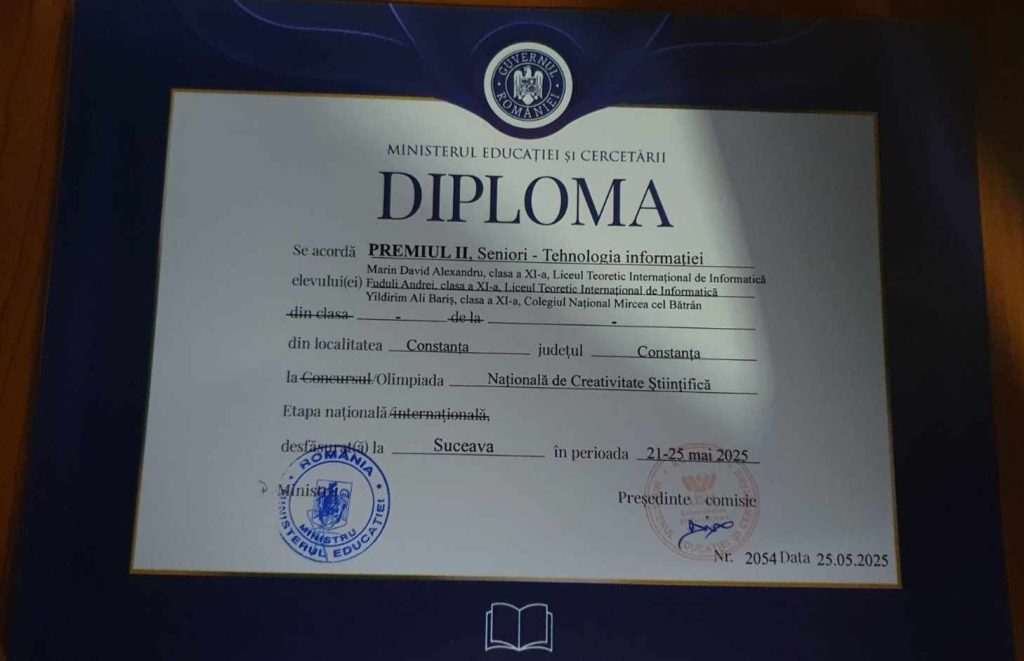 GUVERNUL ROMÂNIEI
MINISTERUL EDUCAȚIEI ȘI CERCETĂRII
DIPLOMA
Se acordă PREMIUL II, Seniori - Tehnologia informației
Marin David Alexandru, clasa a XI-a, Liceul Teoretic Internațional de Informatică
elevului(ei) Fuduli Andrei, clasa a XI-a, Liceul Teoretic Internațional de Informatică
Yildirim Ali Bariș, clasa a XI-a, Colegiul Național Mircea cel Bătrân
din clasa - de la -
din localitatea Constanța județul Constanța
la Concursul/Olimpiada Națională de Creativitate Științifică
Etapa națională/internațională,
desfășurat(ă) la Suceava în perioada 21-25 mai 2025
Ministru
Președinte comisie
ROMÂNIA
MINISTRU
MINISTERUL EDUCAȚIEI
Nr. 2054 Data 25.05.2025